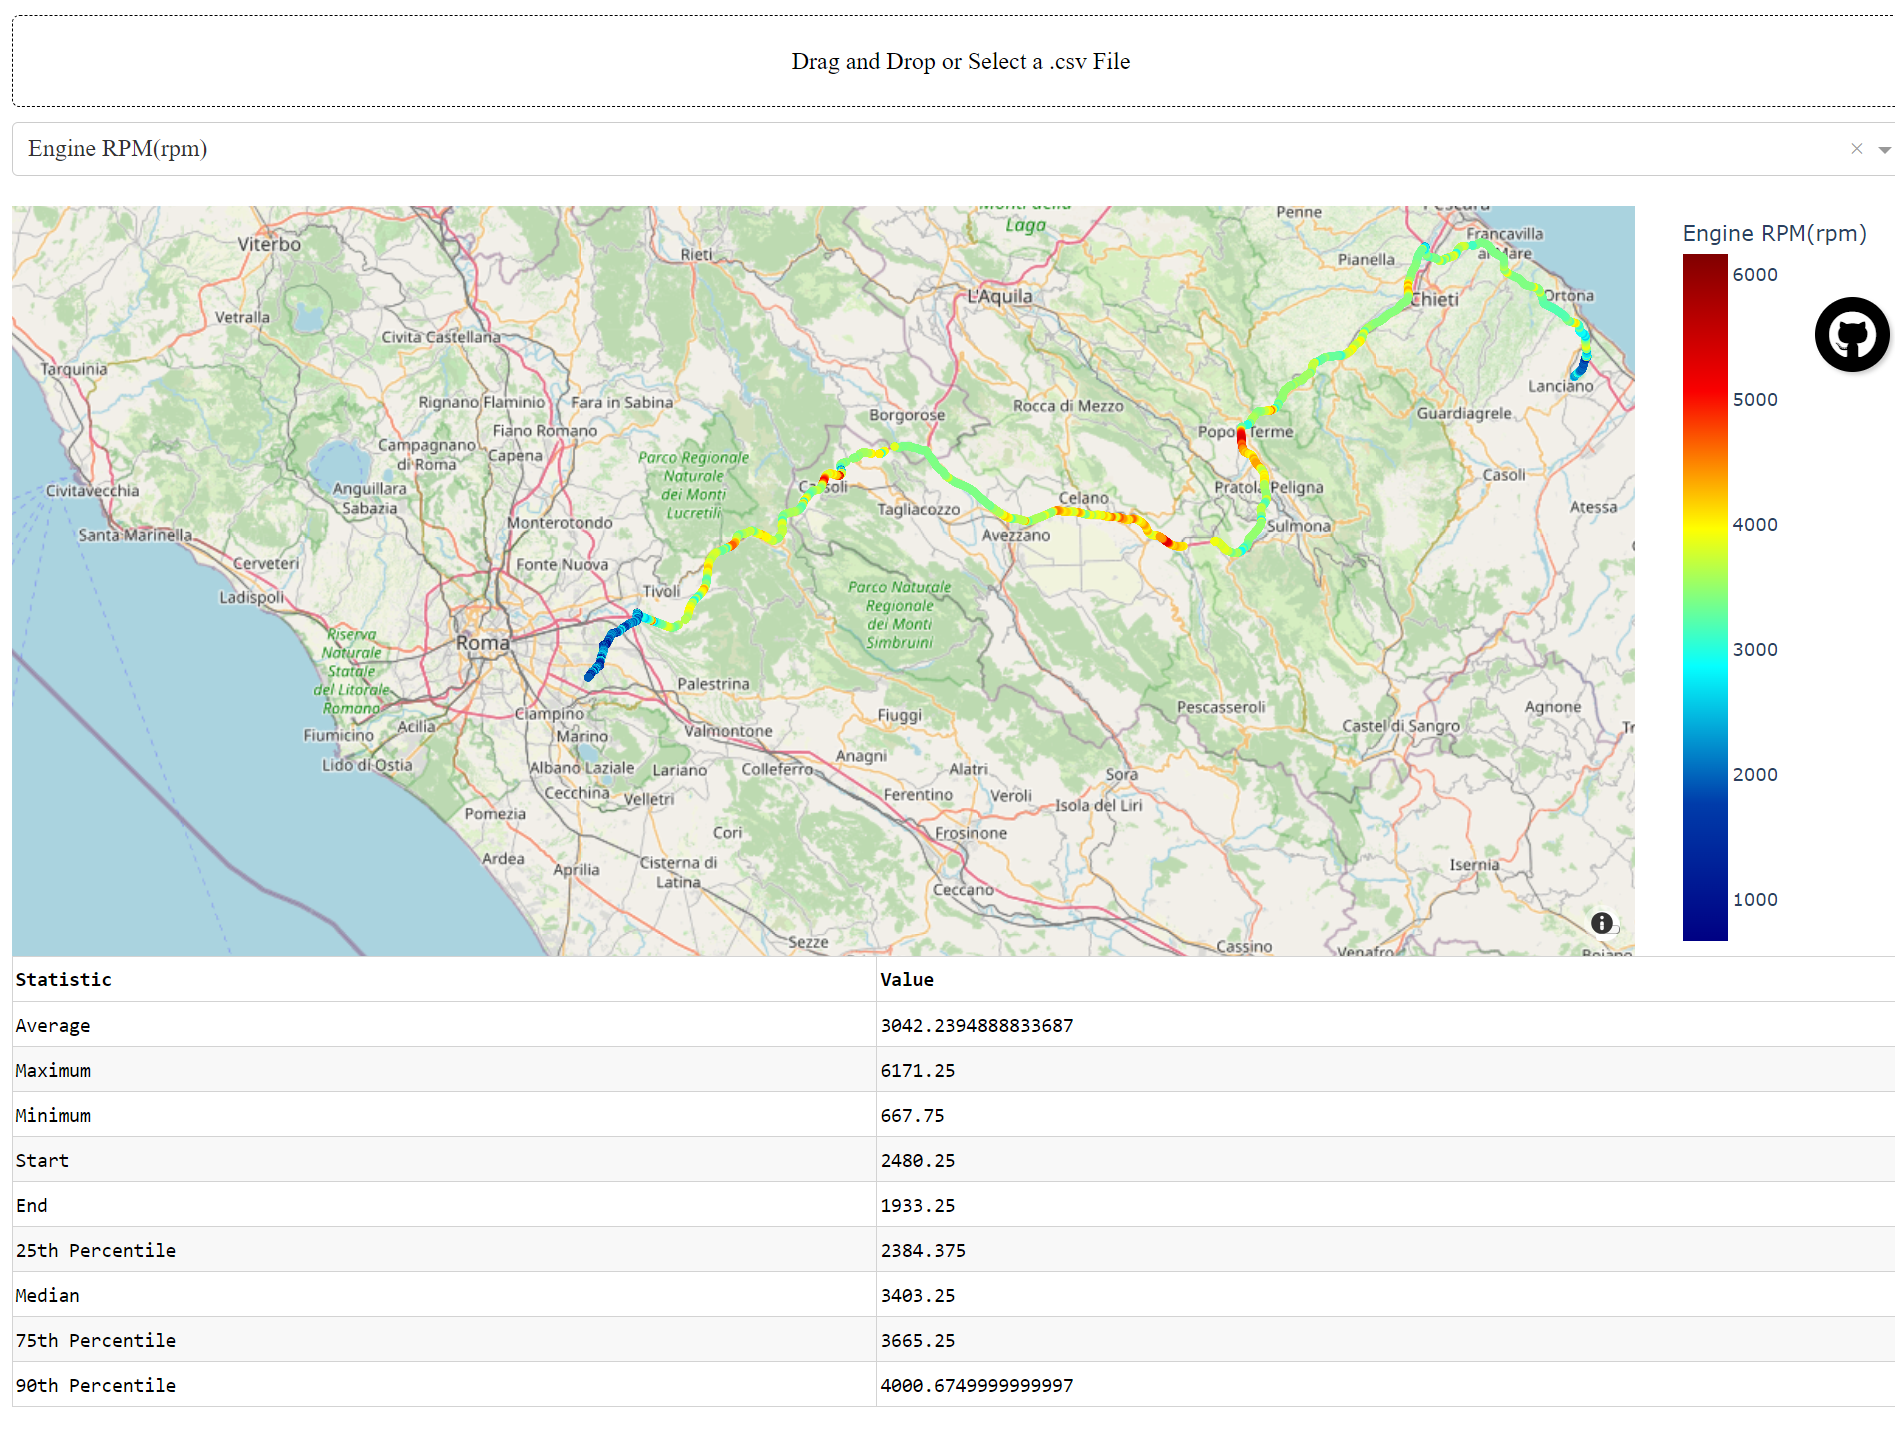 Drag and Drop or Select a .csv File
Engine RPM(rpm)
Engine RPM(rpm)
6000
5000
4000
3000
2000
1000
Laga
Penne
Viterbo
Rieti
Francavilla
Pianella
L'Aquila
Chieti
Ortona
Vetralla
Civita Castellana
Tarquinia
Lanciano
Rignano Flaminio
Fara in Sabina
Borgorose
Rocca di Mezzo
Guardiagrele
Fiano Romano
Terme
Campagnano
di Roma
Capena
Parco Regionale
Naturale
dei Monti
Lucretili
Casoli
Civitavecchia
Anguillara
Sabazia
Celano
Pratola Peligna
Atessa
Tagliacozzo
Monterotondo
Sulmona
Santa Marinella
Avezzano
Cerveteri
Fonte Nuova
Tivoli
Parco Naturale
Regionale
dei Monti
Simbruini
Ladispoli
Riserva
Naturale
Statale
del Litorale
Romano
Roma
Palestrina
Fiumicino
Acilia
Ciampino
Marino
Valmontone
Fiuggi
Pescasseroli
Castel di Sangro
Agnone
Lido di Ostia
Albano Laziale
Lariano
Colleferro
Anagni
Alatri
Sora
Cecchina
Velletri
Ferentino
Veroli
Isola del Liri
Pomezia
Cori
Frosinone
Ardea
Aprilia
Cisterna di
Latina
Isernia
Ceccano
Sezze
Cassino
Venafro
Statistic Value
Average 3042.2394888833687
Maximum 6171.25
Minimum 667.75
Start 2480.25
End 1933.25
25th Percentile 2384.375
Median 3403.25
75th Percentile 3665.25
90th Percentile 4000.6749999999997